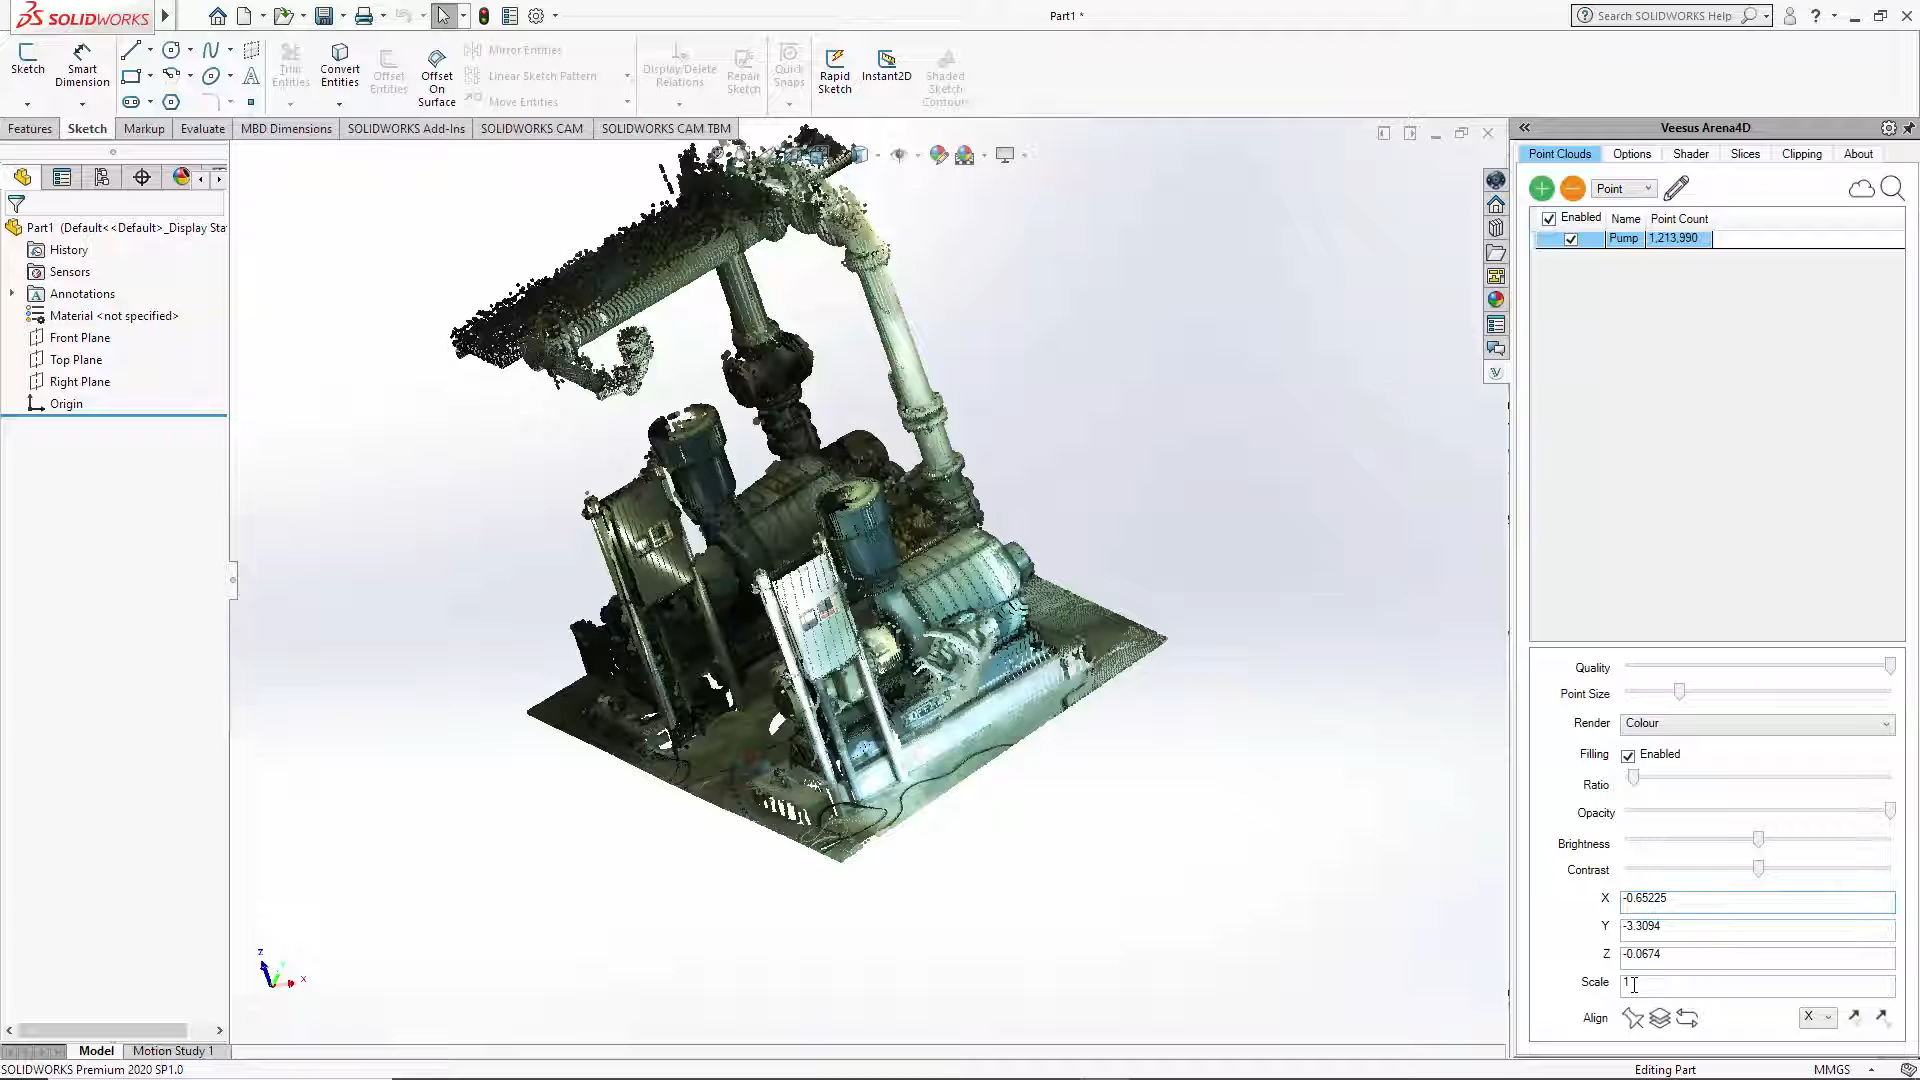 SOLIDWORKS
Part1 *
Search SOLIDWORKS Help
Sketch
Smart Dimension
Trim Entities
Convert Entities
Offset Entities
Offset On Surface
Mirror Entities
Linear Sketch Pattern
Move Entities
Display/Delete Relations
Repair Sketch
Quick Snaps
Rapid Sketch
Instant2D
Shaded Sketch Contours
Features
Sketch
Markup
Evaluate
MBD Dimensions
SOLIDWORKS Add-Ins
SOLIDWORKS CAM
SOLIDWORKS CAM TBM
Part1 (Default<<Default>_Display Sta
History
Sensors
Annotations
Material <not specified>
Front Plane
Top Plane
Right Plane
Origin
Z
Y
X
Veesus Arena4D
Point Clouds
Options
Shader
Slices
Clipping
About
Point
Enabled Name Point Count
Pump 1,213,990
Quality
Point Size
Render Colour
Filling Enabled
Ratio
Opacity
Brightness
Contrast
X -0.65225
Y -3.3094
Z -0.0674
Scale 1
Align X
Model
Motion Study 1
SOLIDWORKS Premium 2020 SP1.0
Editing Part
MMGS